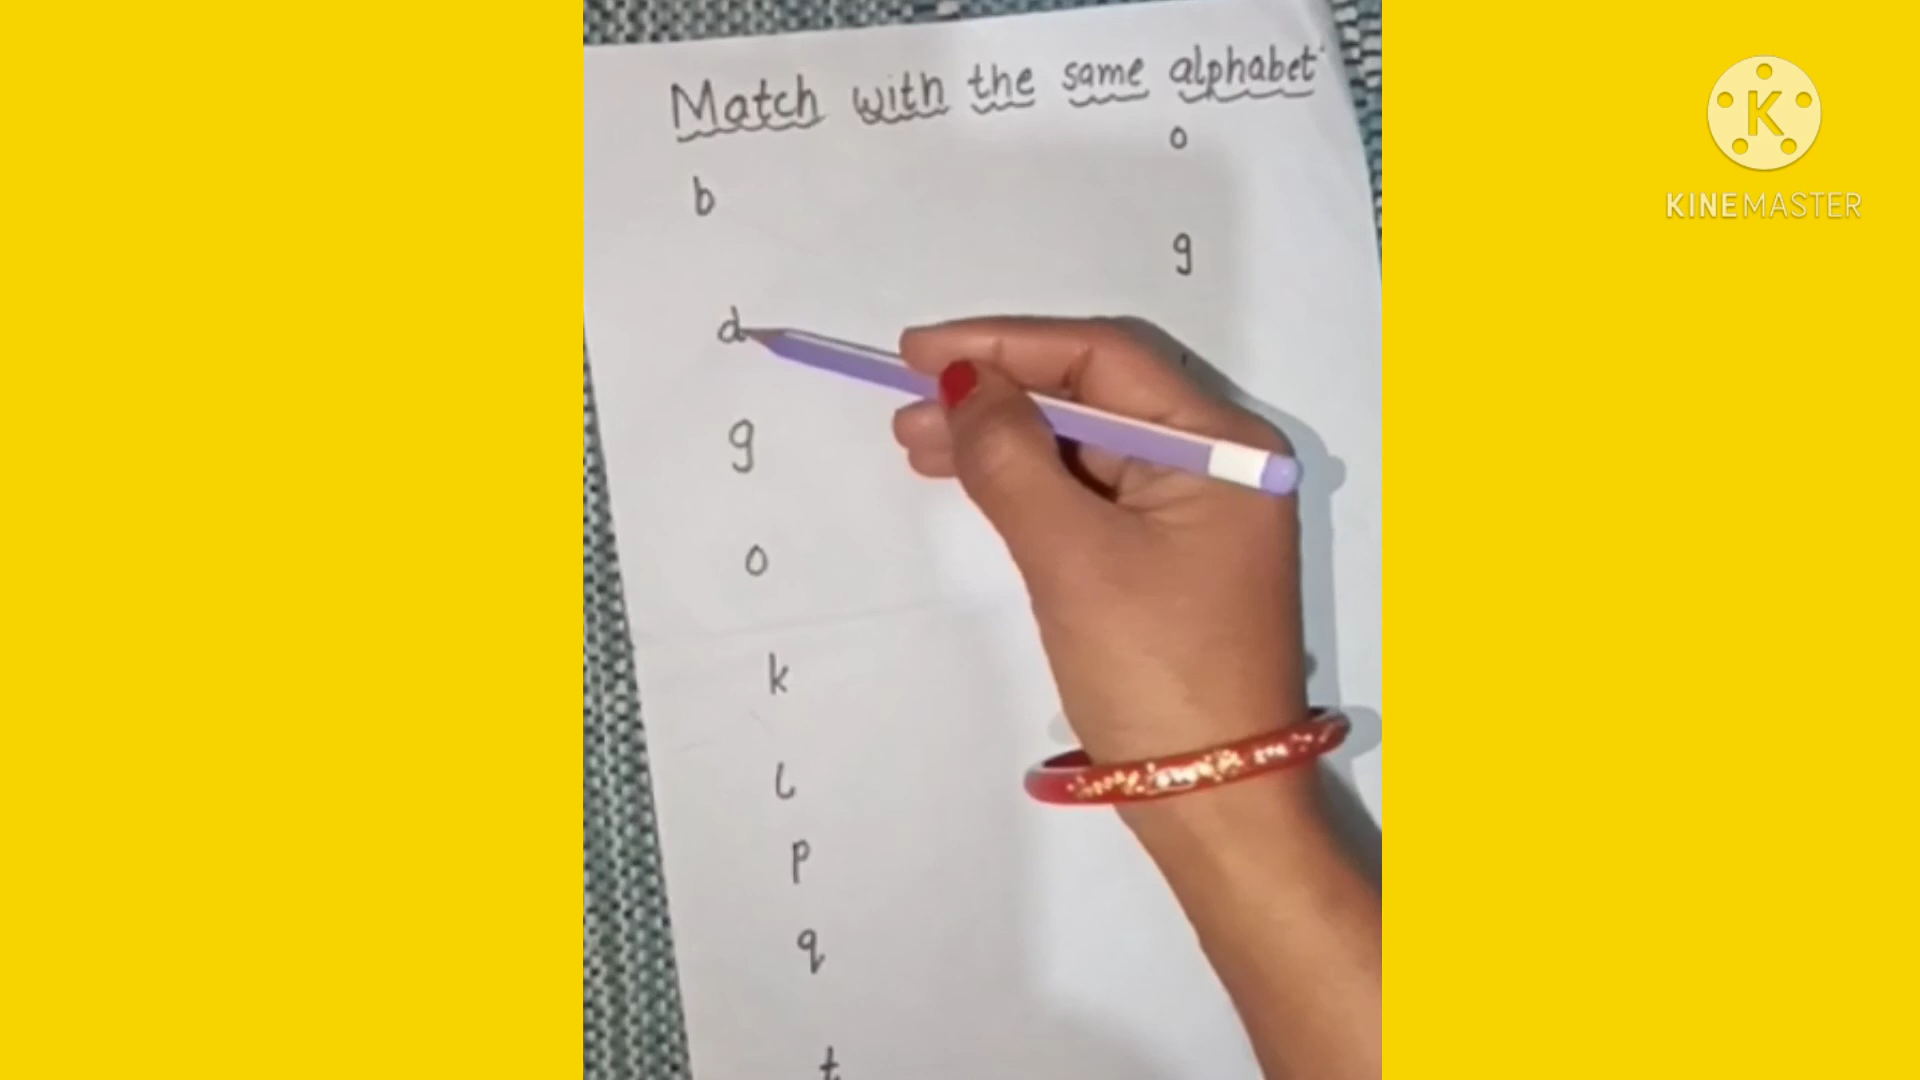 Match with the same alphabet
o
b
g
d
g
o
k
l
p
q
t
K
KINEMASTER